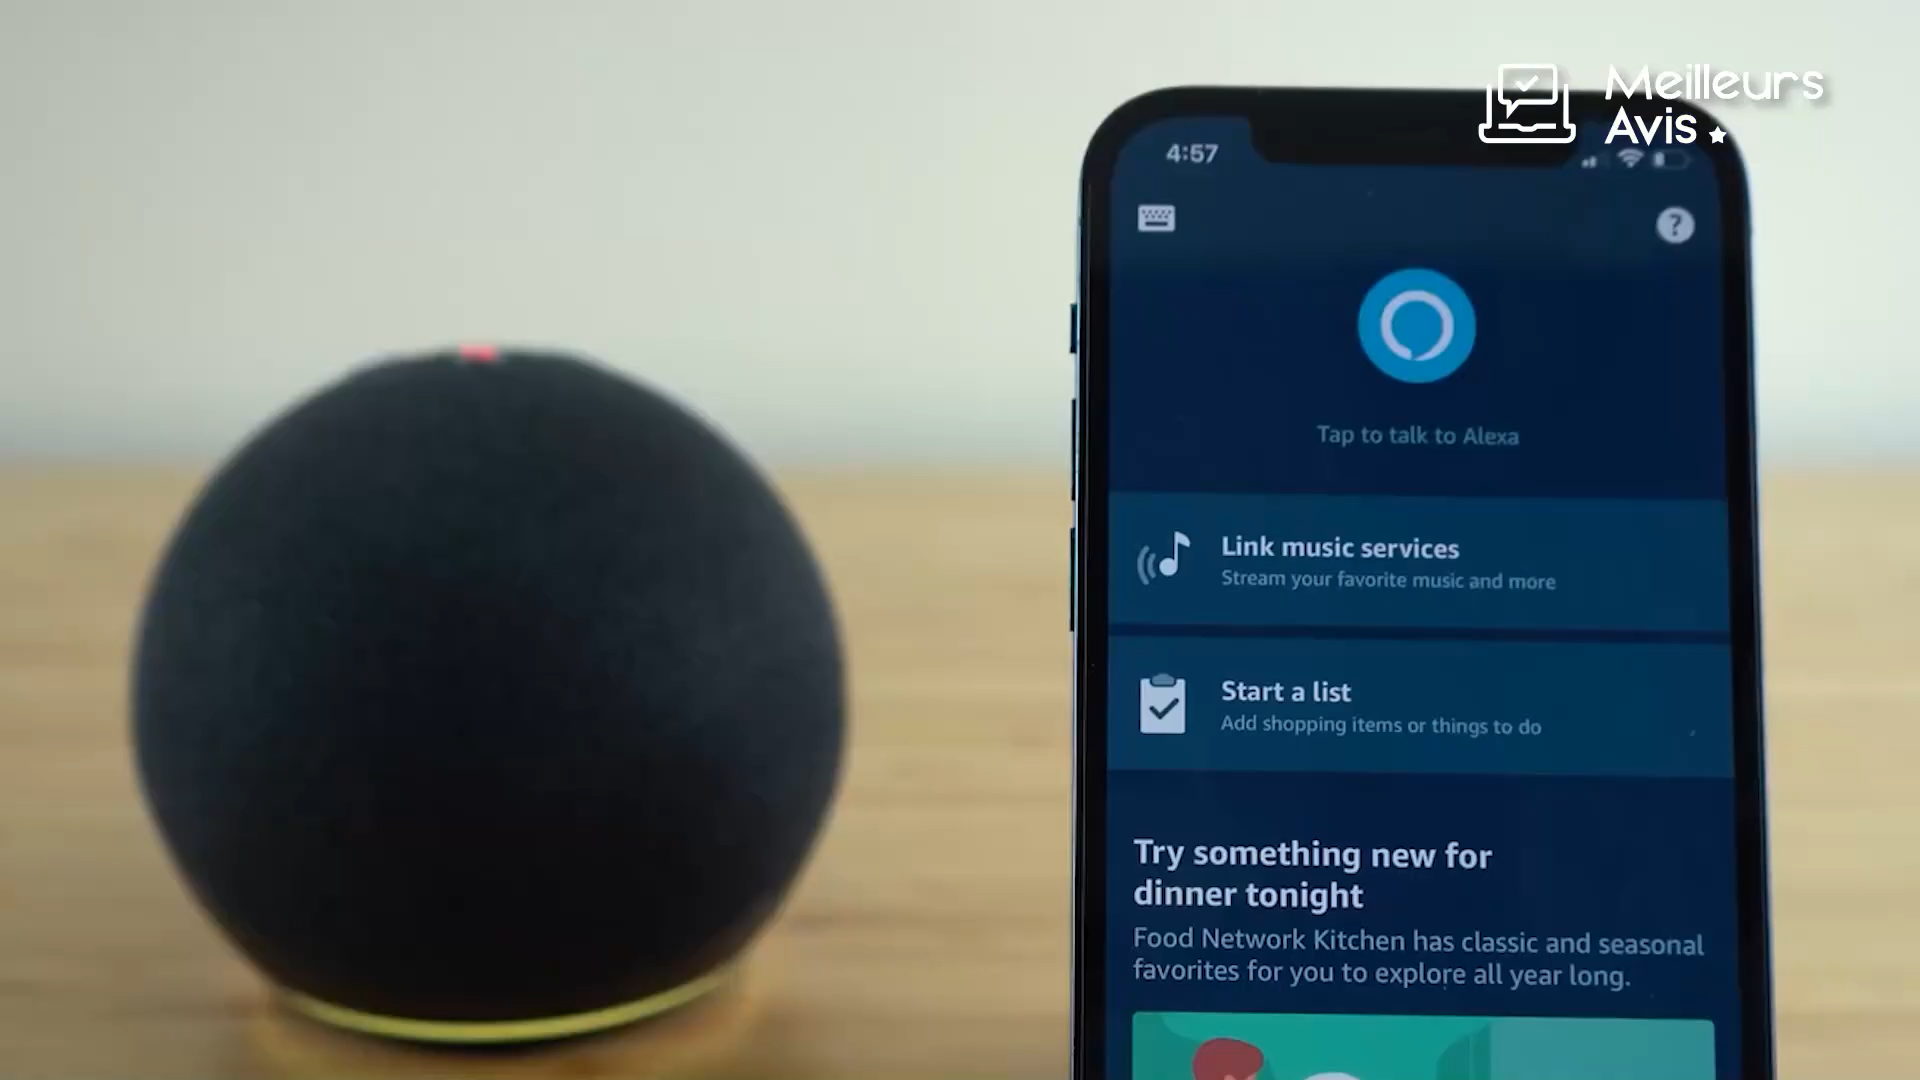 Meilleurs
Avis
4:57
?
Tap to talk to Alexa
Link music services
Stream your favorite music and more
Start a list
Add shopping items or things to do
Try something new for
dinner tonight
Food Network Kitchen has classic and seasonal
favorites for you to explore all year long.